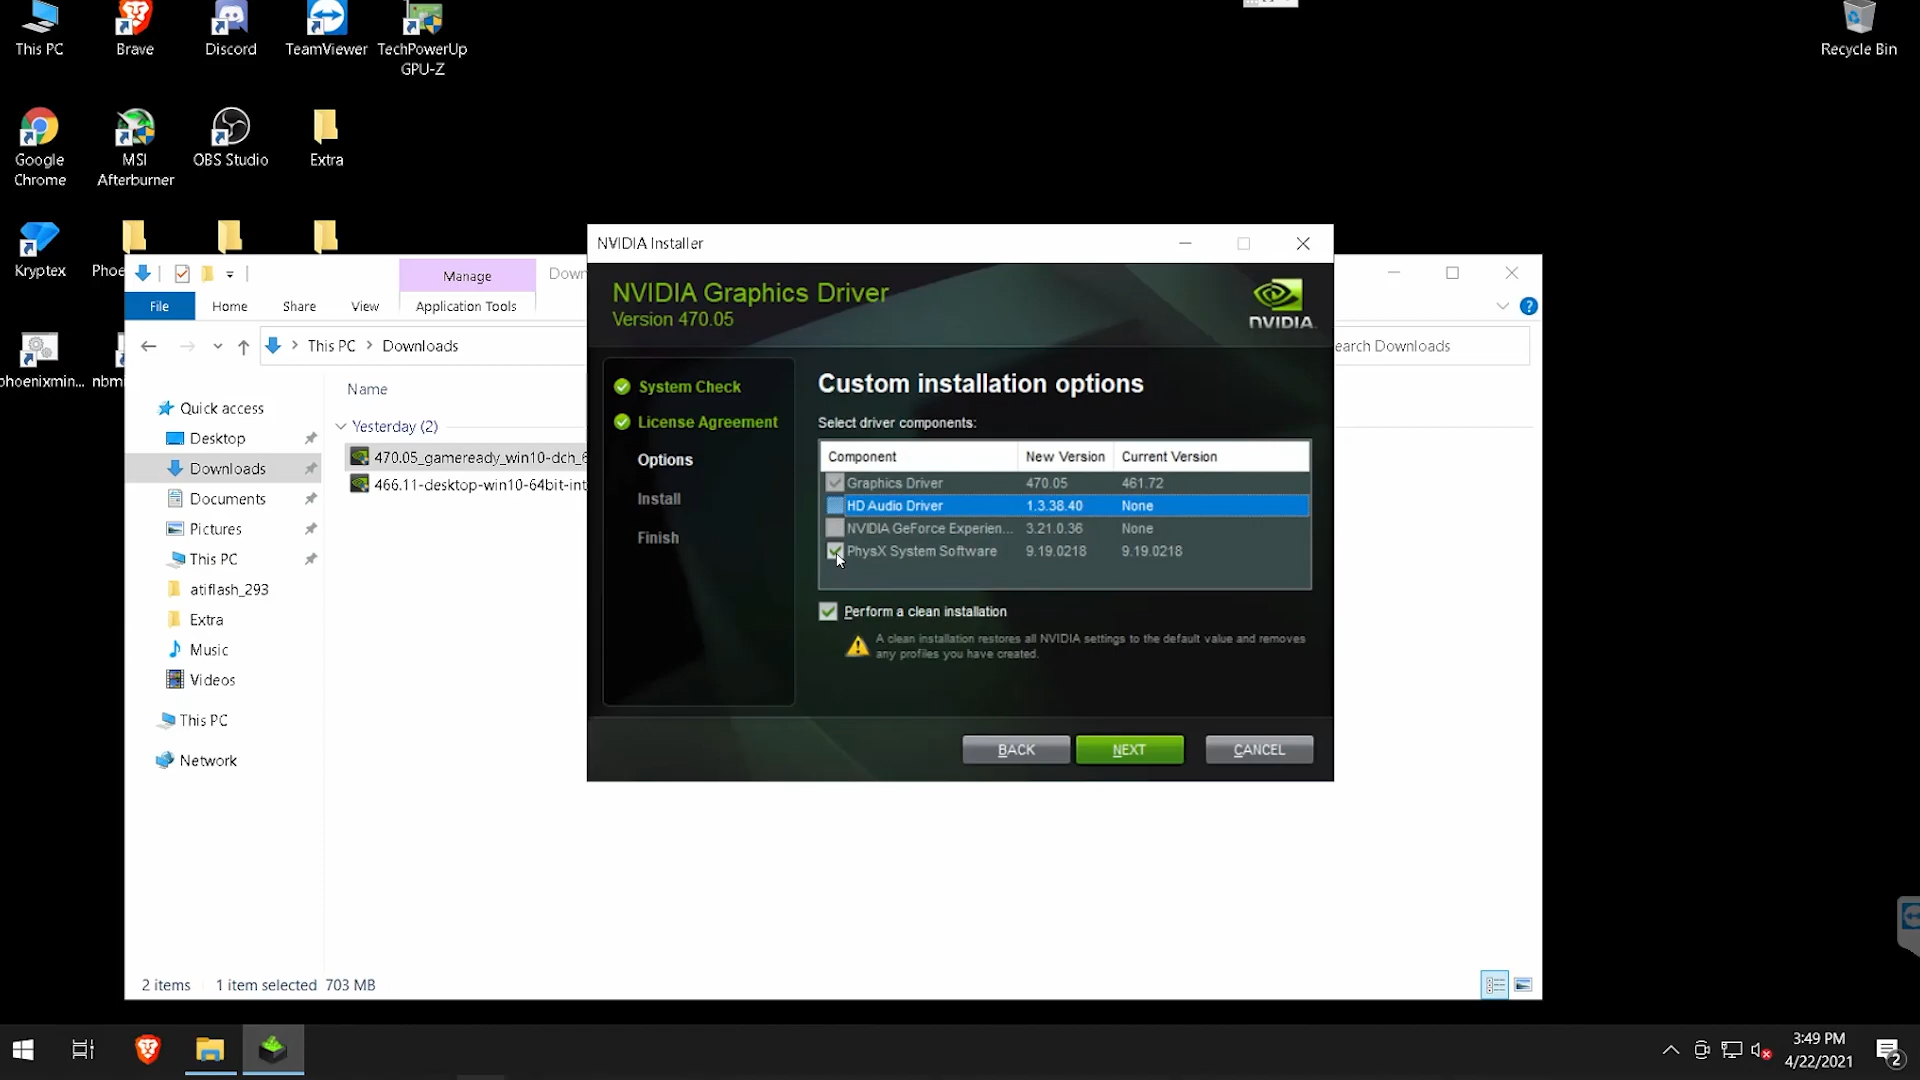 This PC
Brave
Discord
TeamViewer
TechPowerUp
GPU-Z
Recycle Bin
Google
Chrome
MSI
Afterburner
OBS Studio
Extra
Kryptex
Phoe
phoenixmin...
nbmi
Manage
Down
File
Home
Share
View
Application Tools
This PC
Downloads
earch Downloads
Quick access
Desktop
Downloads
Documents
Pictures
This PC
atiflash_293
Extra
Music
Videos
This PC
Network
Name
Yesterday (2)
470.05_gameready_win10-dch_6
466.11-desktop-win10-64bit-int
2 items
1 item selected 703 MB
NVIDIA Installer
NVIDIA Graphics Driver
Version 470.05
NVIDIA.
System Check
License Agreement
Options
Install
Finish
Custom installation options
Select driver components:
Component New Version Current Version
Graphics Driver 470.05 461.72
HD Audio Driver 1.3.38.40 None
NVIDIA GeForce Experien... 3.21.0.36 None
PhysX System Software 9.19.0218 9.19.0218
Perform a clean installation
A clean installation restores all NVIDIA settings to the default value and removes
any profiles you have created.
BACK
NEXT
CANCEL
3:49 PM
4/22/2021
2